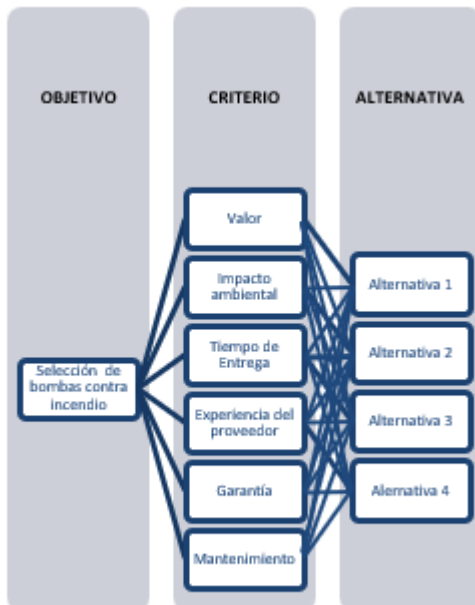 OBJETIVO
CRITERIO
ALTERNATIVA
Valor
Impacto
ambiental
Tiempo de
Entrega
Selección de
bombas contra
incendio
Experiencia del
proveedor
Garantía
Mantenimiento
Alternativa 1
Alternativa 2
Alternativa 3
Alernativa 4